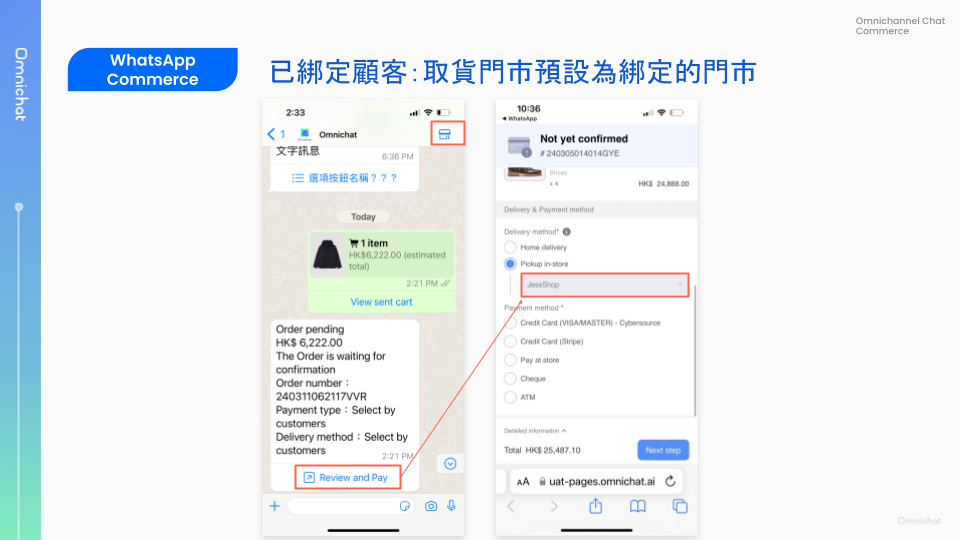 Omnichat
WhatsApp
Commerce
已綁定顧客：取貨門市預設為綁定的門市
Omnichannel Chat
Commerce
2:33
1
Omnichat
文字訊息
6:36 PM
選項按鈕名稱？？？
Today
1 item
HK$6,222.00 (estimated
total)
2:21 PM
View sent cart
Order pending
HK$ 6,222.00
The Order is waiting for
confirmation
Order number：
240311062117VVR
Payment type：Select by
customers
Delivery method：Select by
customers
2:21 PM
Review and Pay
10:36
WhatsApp
Not yet confirmed
# 240305014014GYE
Shoes
x 4
HK$ 24,888.00
Delivery & Payment method
Delivery method*
Home delivery
Pickup in-store
JessShop
Payment method *
Credit Card (VISA/MASTER) - Cybersource
Credit Card (Stripe)
Pay at store
Cheque
ATM
Detailed information
Total HK$ 25,487.10
Next step
AA
uat-pages.omnichat.ai
Omnichat